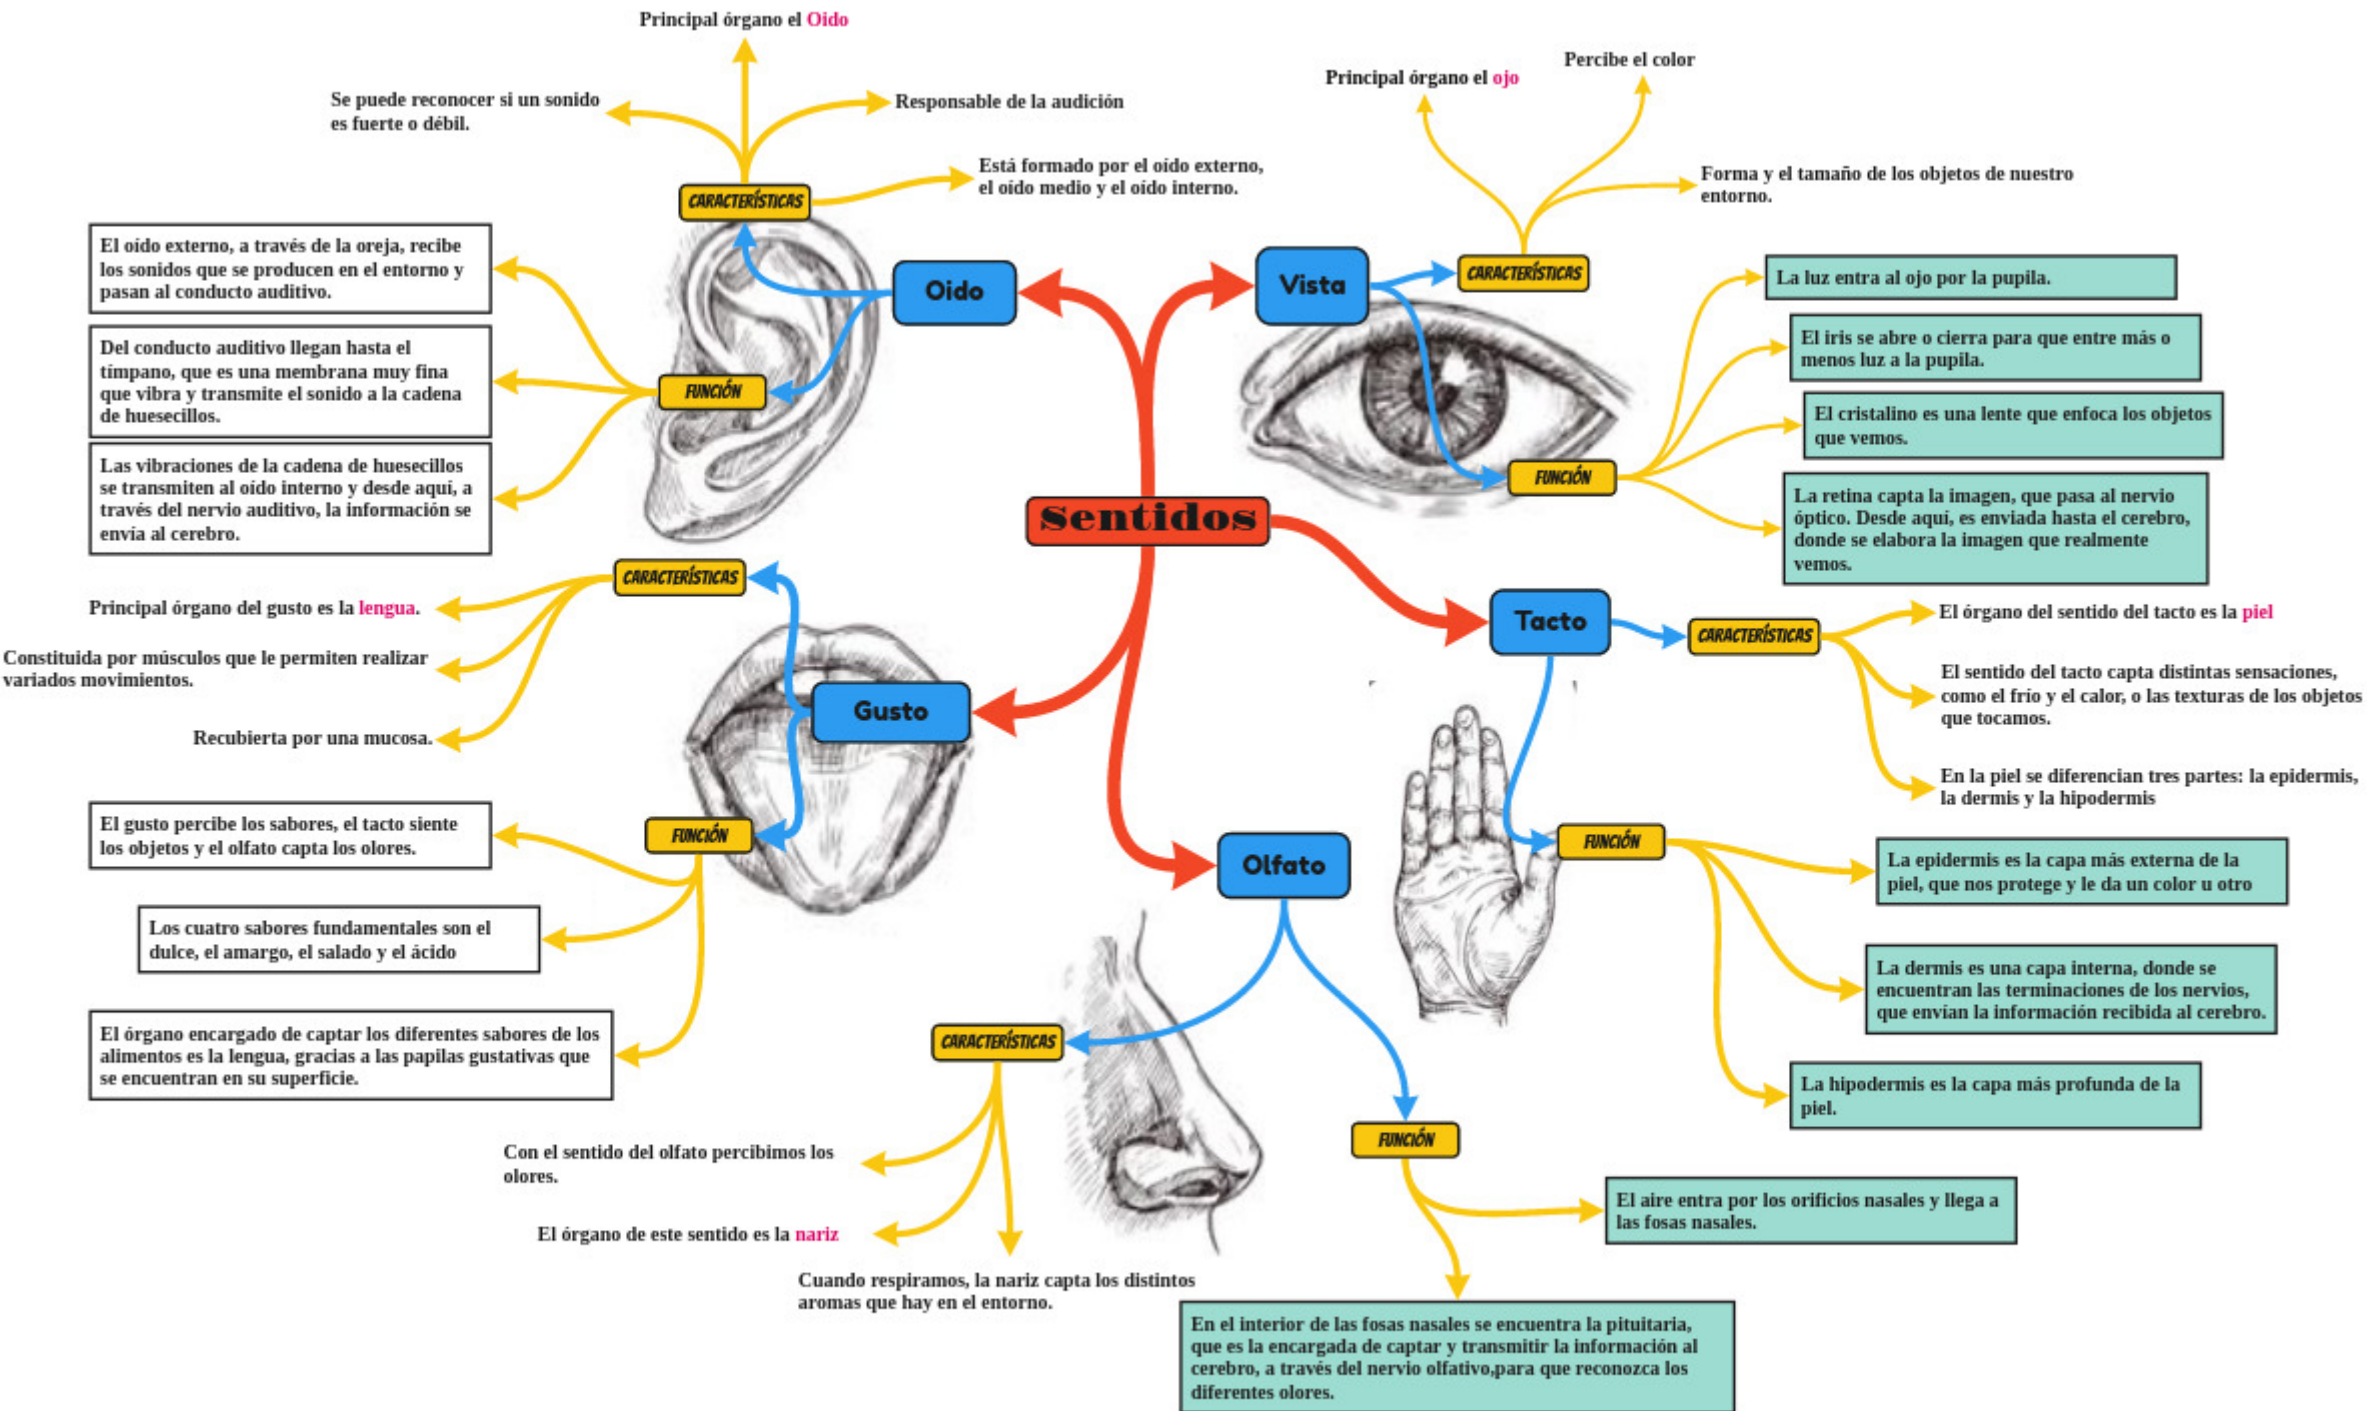 Sentidos
Oido
CARACTERÍSTICAS
Principal órgano el Oido
Se puede reconocer si un sonido
es fuerte o débil.
Responsable de la audición
Está formado por el oído externo,
el oído medio y el oído interno.
FUNCIÓN
El oído externo, a través de la oreja, recibe
los sonidos que se producen en el entorno y
pasan al conducto auditivo.
Del conducto auditivo llegan hasta el
tímpano, que es una membrana muy fina
que vibra y transmite el sonido a la cadena
de huesecillos.
Las vibraciones de la cadena de huesecillos
se transmiten al oído interno y desde aquí, a
través del nervio auditivo, la información se
envía al cerebro.
Vista
CARACTERÍSTICAS
Principal órgano el ojo
Percibe el color
Forma y el tamaño de los objetos de nuestro
entorno.
FUNCIÓN
La luz entra al ojo por la pupila.
El iris se abre o cierra para que entre más o
menos luz a la pupila.
El cristalino es una lente que enfoca los objetos
que vemos.
La retina capta la imagen, que pasa al nervio
óptico. Desde aquí, es enviada hasta el cerebro,
donde se elabora la imagen que realmente
vemos.
Gusto
CARACTERÍSTICAS
Principal órgano del gusto es la lengua.
Constituida por músculos que le permiten realizar
variados movimientos.
Recubierta por una mucosa.
FUNCIÓN
El gusto percibe los sabores, el tacto siente
los objetos y el olfato capta los olores.
Los cuatro sabores fundamentales son el
dulce, el amargo, el salado y el ácido
El órgano encargado de captar los diferentes sabores de los
alimentos es la lengua, gracias a las papilas gustativas que
se encuentran en su superficie.
Tacto
CARACTERÍSTICAS
El órgano del sentido del tacto es la piel
El sentido del tacto capta distintas sensaciones,
como el frío y el calor, o las texturas de los objetos
que tocamos.
En la piel se diferencian tres partes: la epidermis,
la dermis y la hipodermis
FUNCIÓN
La epidermis es la capa más externa de la
piel, que nos protege y le da un color u otro
La dermis es una capa interna, donde se
encuentran las terminaciones de los nervios,
que envían la información recibida al cerebro.
La hipodermis es la capa más profunda de la
piel.
Olfato
CARACTERÍSTICAS
Con el sentido del olfato percibimos los
olores.
El órgano de este sentido es la nariz
Cuando respiramos, la nariz capta los distintos
aromas que hay en el entorno.
FUNCIÓN
El aire entra por los orificios nasales y llega a
las fosas nasales.
En el interior de las fosas nasales se encuentra la pituitaria,
que es la encargada de captar y transmitir la información al
cerebro, a través del nervio olfativo,para que reconozca los
diferentes olores.